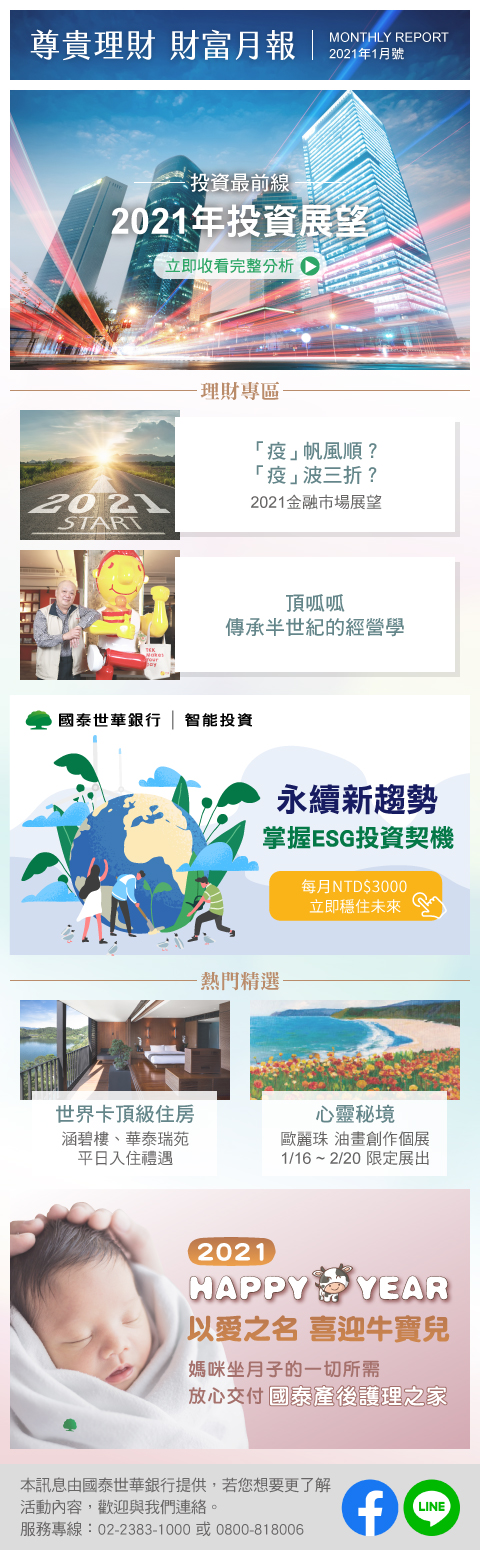 尊貴理財 財富月報
MONTHLY REPORT
2021年1月號
投資最前線
2021年投資展望
立即收看完整分析
理財專區
2021
START
「疫」帆風順？
「疫」波三折？
2021金融市場展望
TKK
Makes
Your
Day
頂呱呱
傳承半世紀的經營學
國泰世華銀行｜智能投資
永續新趨勢
掌握ESG投資契機
每月NTD$3000
立即穩住未來
熱門精選
世界卡頂級住房
涵碧樓、華泰瑞苑
平日入住禮遇
心靈秘境
歐麗珠 油畫創作個展
1/16 ~ 2/20 限定展出
2021
HAPPY YEAR
以愛之名 喜迎牛寶兒
媽咪坐月子的一切所需
放心交付 國泰產後護理之家
本訊息由國泰世華銀行提供，若您想要更了解
活動內容，歡迎與我們連絡。
服務專線：02-2383-1000 或 0800-818006
LINE